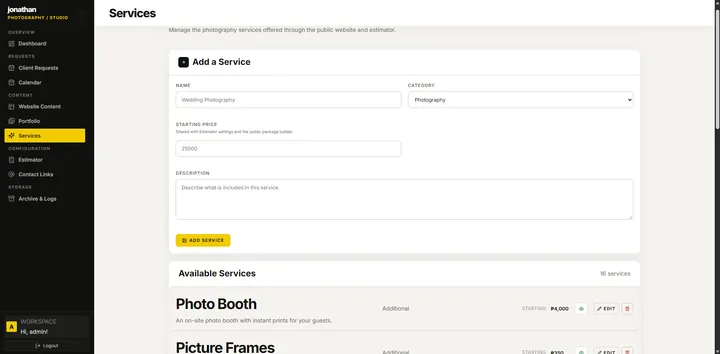 jonathan
PHOTOGRAPHY / STUDIO
OVERVIEW
Dashboard
REQUESTS
Client Requests
Calendar
CONTENT
Website Content
Portfolio
Services
CONFIGURATION
Estimator
Contact Links
STORAGE
Archive & Logs
A
WORKSPACE
Hi, admin!
Logout
Services
Manage the photography services offered through the public website and estimator.
+ Add a Service
NAME
Wedding Photography
CATEGORY
Photography
STARTING PRICE
Shared with Estimator settings and the public package builder.
25000
DESCRIPTION
Describe what is included in this service.
ADD SERVICE
Available Services
16 services
Photo Booth
An on-site photo booth with instant prints for your guests.
Additional
STARTING ₱4,000
EDIT
Picture Frames
Additional
STARTING ₱350
EDIT